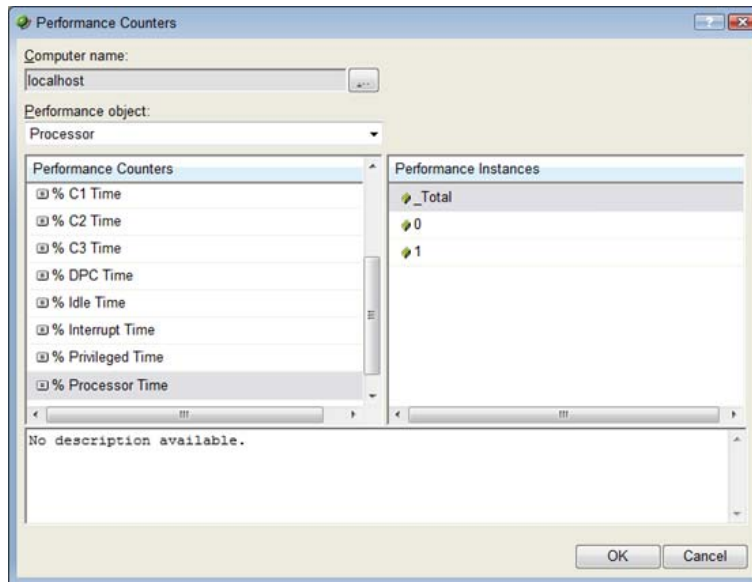 Performance Counters
Computer name:
localhost
...
Performance object:
Processor
Performance Counters
% C1 Time
% C2 Time
% C3 Time
% DPC Time
% Idle Time
% Interrupt Time
% Privileged Time
% Processor Time
Performance Instances
_Total
0
1
No description available.
OK
Cancel